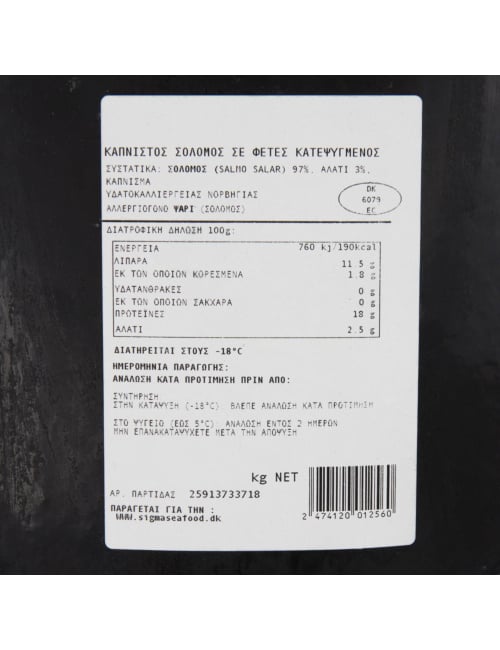 ΚΑΠΝΙΣΤΟΣ ΣΟΛΟΜΟΣ ΣΕ ΦΕΤΕΣ ΚΑΤΕΨΥΓΜΕΝΟΣ
ΣΥΣΤΑΤΙΚΑ: ΣΟΛΟΜΟΣ (SALMO SALAR) 97%, ΑΛΑΤΙ 3%,
ΚΑΠΝΙΣΜΑ
ΥΔΑΤΟΚΑΛΛΙΕΡΓΕΙΑΣ ΝΟΡΒΗΓΙΑΣ
ΑΛΛΕΡΓΙΟΓΟΝΟ ΨΑΡΙ (ΣΟΛΟΜΟΣ)
DK
6079
EC
ΔΙΑΤΡΟΦΙΚΗ ΔΗΛΩΣΗ 100g:
ΕΝΕΡΓΕΙΑ 760 kj/190kcal
ΛΙΠΑΡΑ 11.5 g
ΕΚ ΤΩΝ ΟΠΟΙΩΝ ΚΟΡΕΣΜΕΝΑ 1.8 g
ΥΔΑΤΑΝΘΡΑΚΕΣ 0 g
ΕΚ ΤΩΝ ΟΠΟΙΩΝ ΣΑΚΧΑΡΑ 0 g
ΠΡΟΤΕΙΝΕΣ 18 g
ΑΛΑΤΙ 2.5 g
ΔΙΑΤΗΡΕΙΤΑΙ ΣΤΟΥΣ -18°C
ΗΜΕΡΟΜΗΝΙΑ ΠΑΡΑΓΩΓΗΣ:
ΑΝΑΛΩΣΗ ΚΑΤΑ ΠΡΟΤΙΜΗΣΗ ΠΡΙΝ ΑΠΟ:
ΣΥΝΤΗΡΗΣΗ
ΣΤΗΝ ΚΑΤΑΨΥΞΗ (-18°C) ΒΛΕΠΕ ΑΝΑΛΩΣΗ ΚΑΤΑ ΠΡΟΤΙΜΗΣΗ
ΣΤΟ ΨΥΓΕΙΟ (ΕΩΣ 5°C) ΑΝΑΛΩΣΗ ΕΝΤΟΣ 2 ΗΜΕΡΩΝ
ΜΗΝ ΕΠΑΝΑΚΑΤΑΨΥΧΕΤΕ ΜΕΤΑ ΤΗΝ ΑΠΟΨΥΞΗ
kg NET
ΑΡ. ΠΑΡΤΙΔΑΣ 25913733718
ΠΑΡΑΓΕΤΑΙ ΓΙΑ ΤΗΝ :
WWW.sigmaseafood.dk
2 474120 012560